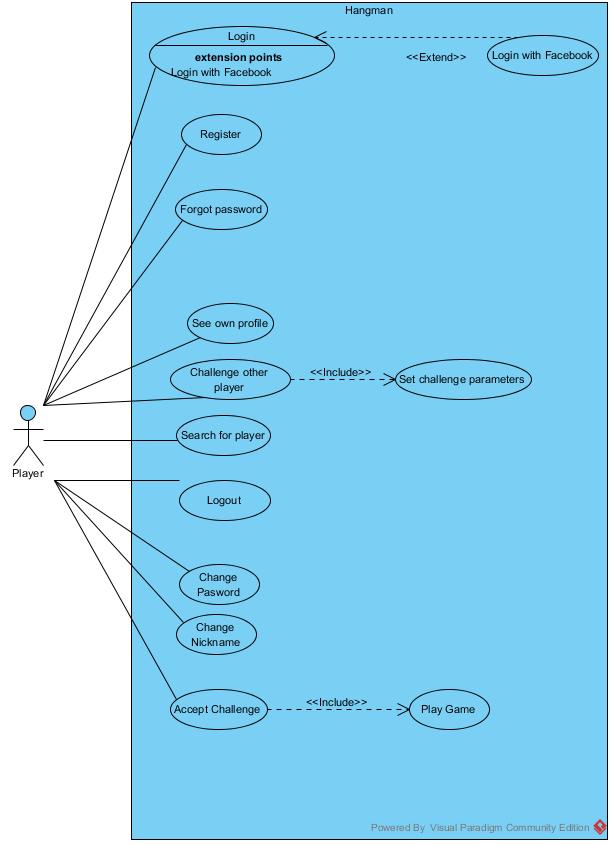 Hangman
Login
extension points
Login with Facebook
<<Extend>>
Login with Facebook
Register
Forgot password
See own profile
Challenge other
player
<<Include>>
Set challenge parameters
Search for player
Player
Logout
Change
Pasword
Change
Nickname
Accept Challenge
<<Include>>
Play Game
Powered By Visual Paradigm Community Edition